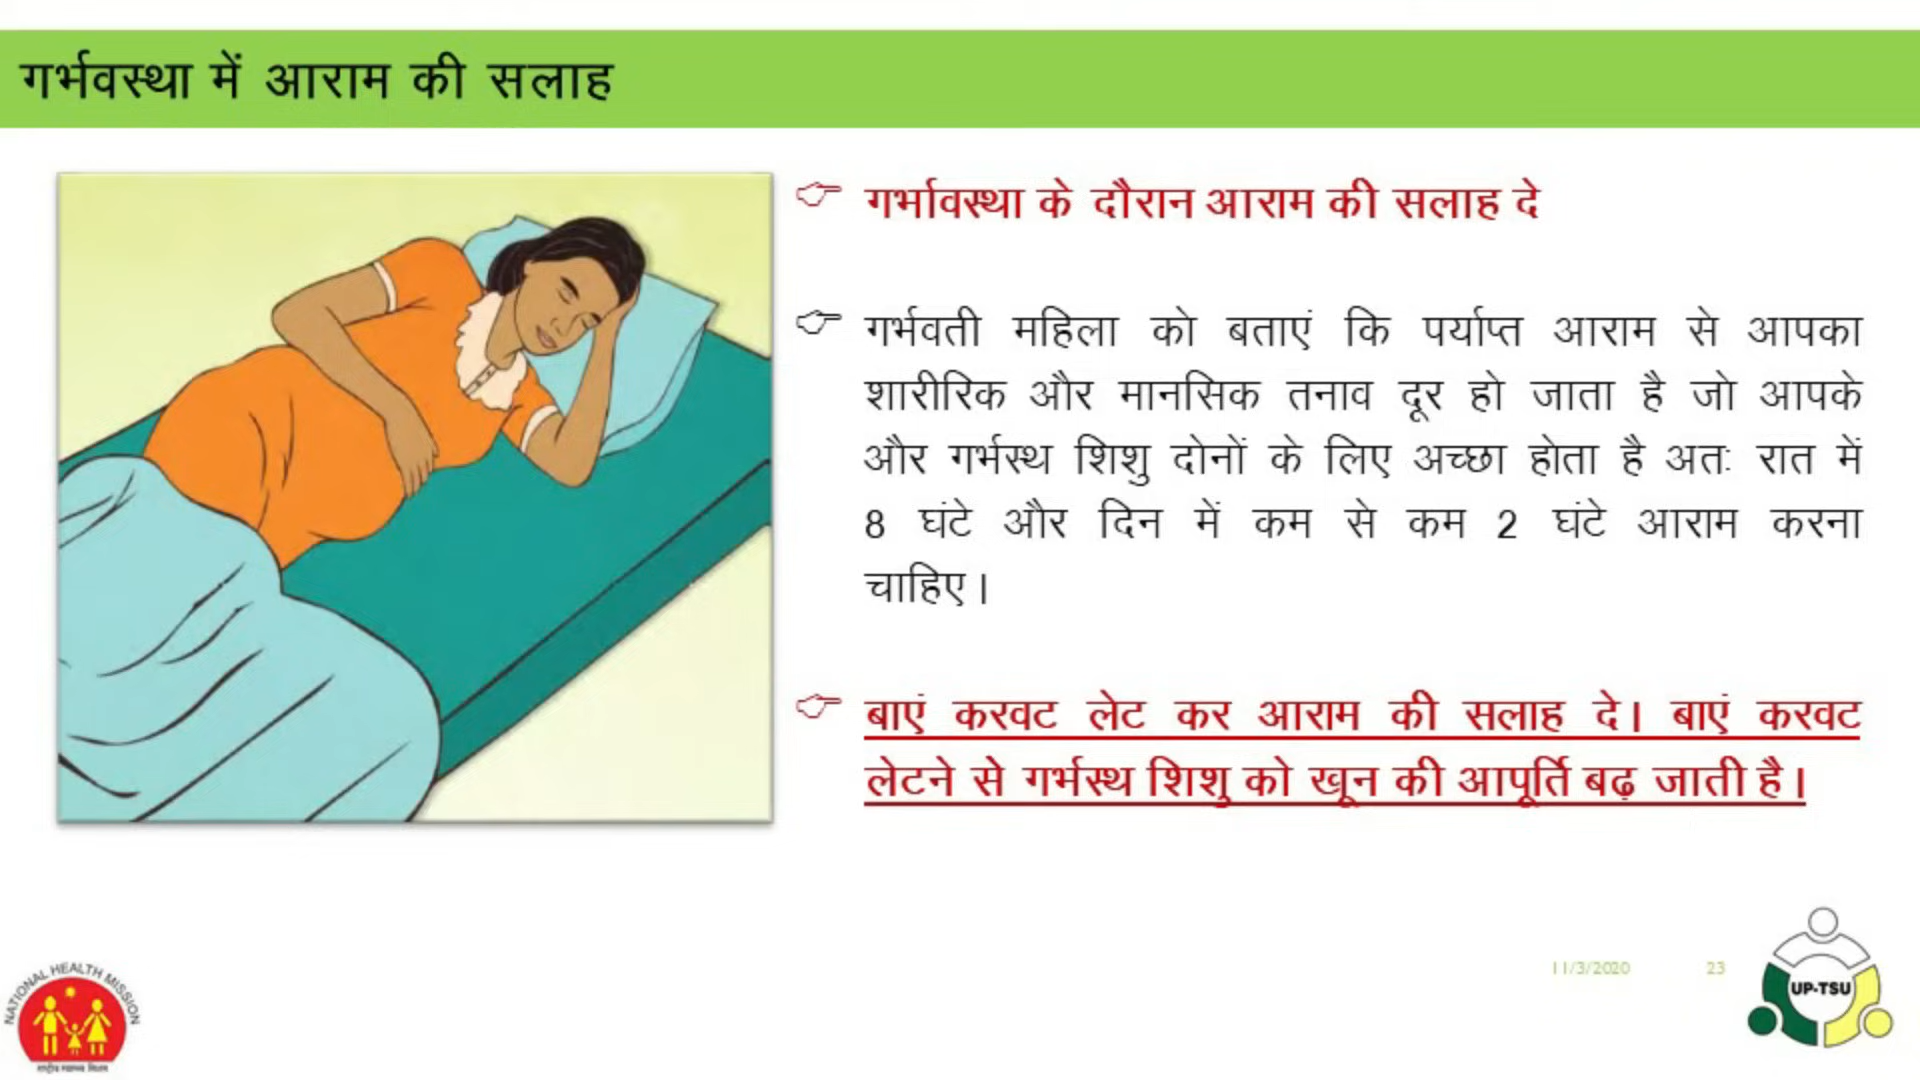 गर्भवस्था में आराम की सलाह
गर्भावस्था के दौरान आराम की सलाह दे
गर्भवती महिला को बताएं कि पर्याप्त आराम से आपका
शारीरिक और मानसिक तनाव दूर हो जाता है जो आपके
और गर्भस्थ शिशु दोनों के लिए अच्छा होता है अतः रात में
8 घंटे और दिन में कम से कम 2 घंटे आराम करना
चाहिए।
बाएं करवट लेट कर आराम की सलाह दे। बाएं करवट
लेटने से गर्भस्थ शिशु को खून की आपूर्ति बढ़ जाती है।
NATIONAL HEALTH MISSION
राष्ट्रीय स्वास्थ्य मिशन
11/3/2020
23
UP-TSU